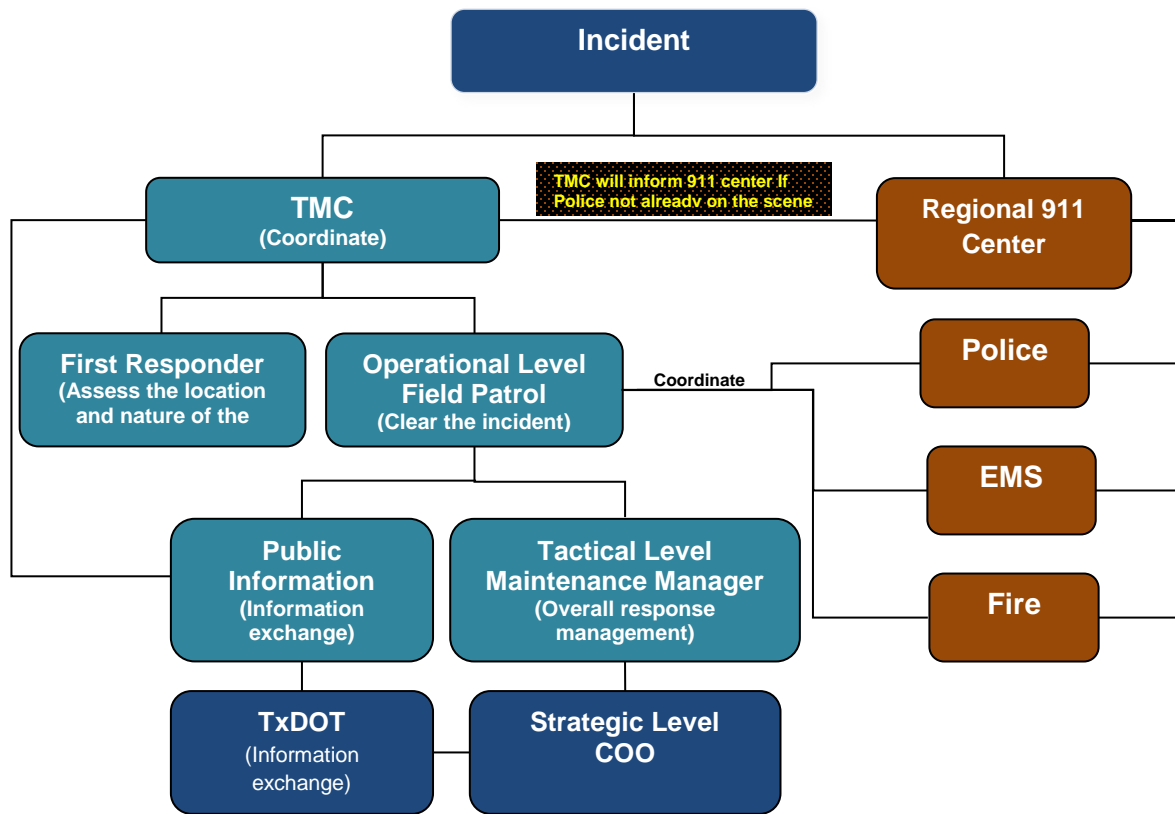 Incident
TMC will inform 911 center If
Police not already on the scene
TMC
(Coordinate)
Regional 911
Center
First Responder
(Assess the location
and nature of the
Operational Level
Field Patrol
(Clear the incident)
Coordinate
Police
EMS
Public
Information
(Information
exchange)
Tactical Level
Maintenance Manager
(Overall response
management)
Fire
TxDOT
(Information
exchange)
Strategic Level
COO